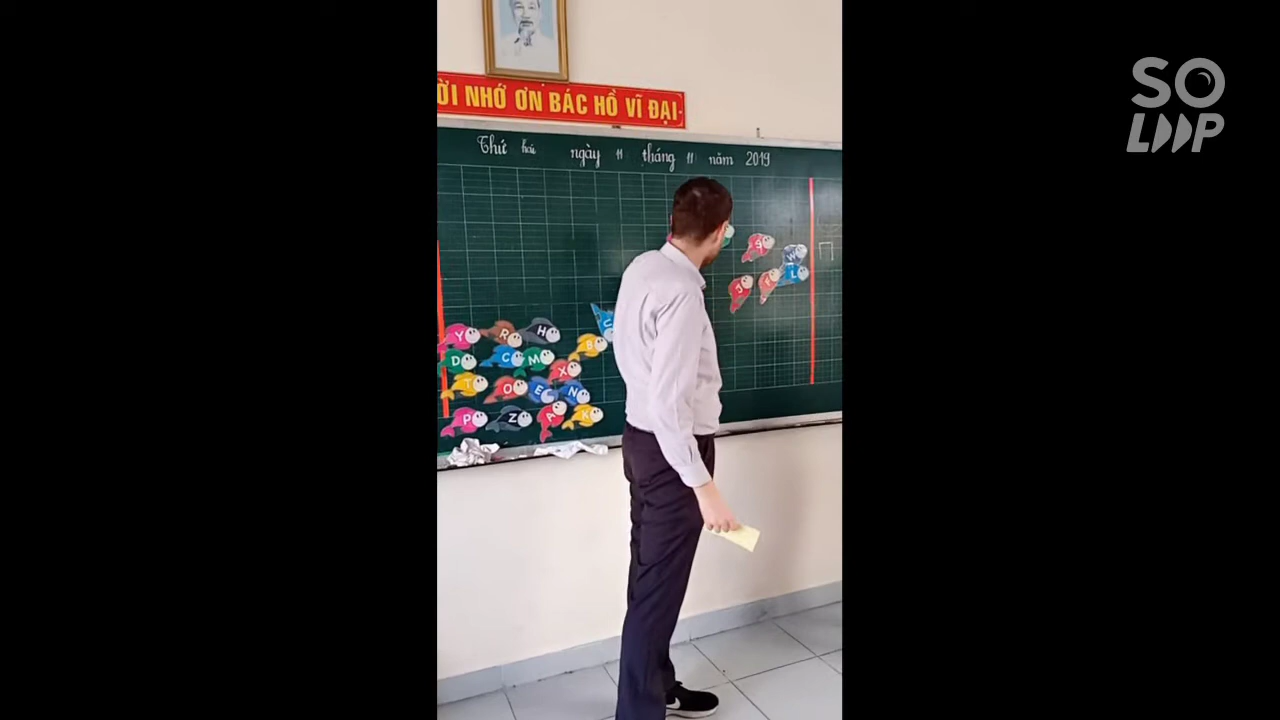 SO
LOOP
ỜI NHỚ ƠN BÁC HỒ VĨ ĐẠI
Thứ hai ngày 11 tháng 11 năm 2019
S
W
J
F
L
Y
R
H
G
B
D
C
M
X
T
O
E
N
P
Z
A
K